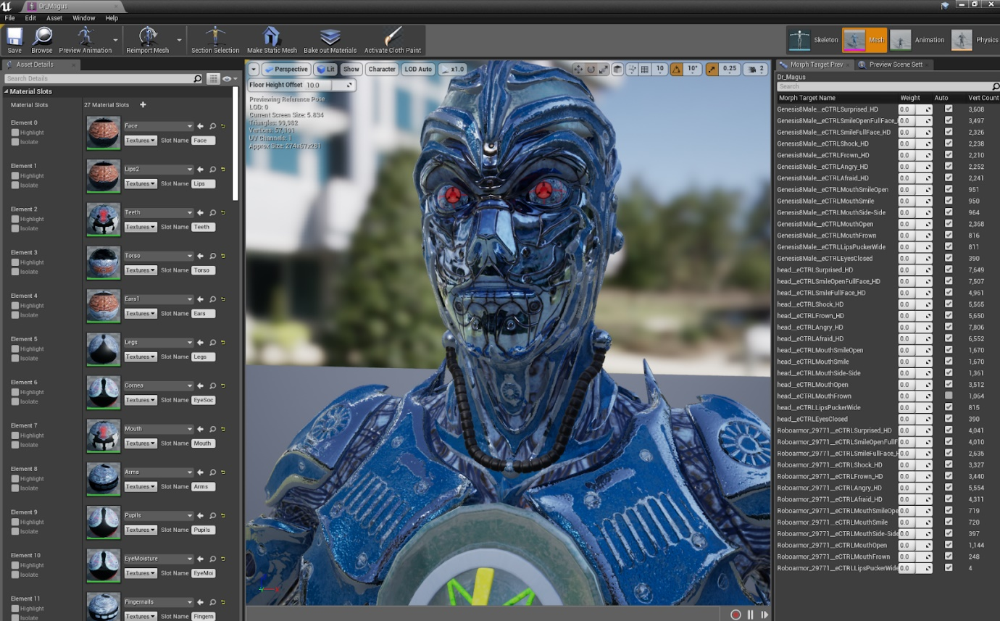 Dr_Mogus
File Edit Asset Window Help
Save Browse Preview Animation Reimport Mesh Section Selection Make Static Mesh Bake out Materials Activate Cloth Paint
Skeleton Mesh Animation Physics
Asset Details
Search Details
Material Slots
Material Slots 27 Material Slots
Element 0
Highlight
Isolate
Face
Textures Slot Name Face
Element 1
Highlight
Isolate
Lips2
Textures Slot Name Lips
Element 2
Highlight
Isolate
Teeth
Textures Slot Name Teeth
Element 3
Highlight
Isolate
Torso
Textures Slot Name Torso
Element 4
Highlight
Isolate
Ears1
Textures Slot Name Ears
Element 5
Highlight
Isolate
Legs
Textures Slot Name Legs
Element 6
Highlight
Isolate
Cornea
Textures Slot Name EyeSoc
Element 7
Highlight
Isolate
Mouth
Textures Slot Name Mouth
Element 8
Highlight
Isolate
Arms
Textures Slot Name Arms
Element 9
Highlight
Isolate
Pupils
Textures Slot Name Pupils
Element 10
Highlight
Isolate
EyeMoisture
Textures Slot Name EyeMoi
Element 11
Highlight
Isolate
Fingernails
Textures Slot Name Fingern
Perspective Lit Show Character LOD Auto x1.0 10 10° 0.25 2
Floor Height Offset 10.0
Previewing Reference Pose
LOD: 0
Current Screen Size: 5.834
Triangles: 99,982
Vertices: 57,191
UV Channels: 1
Approx Size: 274x67x281
Morph Target Prev Preview Scene Sett
Dr_Magus
Search
Morph Target Name Weight Auto Vert Count
Genesis8Male__eCTRLSurprised_HD 0.0 3,608
Genesis8Male__eCTRLSmileOpenFullFace_ 0.0 3,497
Genesis8Male__eCTRLSmileFullFace_HD 0.0 2,326
Genesis8Male__eCTRLShock_HD 0.0 2,238
Genesis8Male__eCTRLFrown_HD 0.0 2,210
Genesis8Male__eCTRLAngry_HD 0.0 2,252
Genesis8Male__eCTRLAfraid_HD 0.0 2,241
Genesis8Male__eCTRLMouthSmileOpen 0.0 951
Genesis8Male__eCTRLMouthSmile 0.0 950
Genesis8Male__eCTRLMouthSide-Side 0.0 964
Genesis8Male__eCTRLMouthOpen 0.0 2,368
Genesis8Male__eCTRLMouthFrown 0.0 816
Genesis8Male__eCTRLLipsPuckerWide 0.0 811
Genesis8Male__eCTRLEyesClosed 0.0 390
head__eCTRLSurprised_HD 0.0 7,649
head__eCTRLSmileOpenFullFace_HD 0.0 7,507
head__eCTRLSmileFullFace_HD 0.0 4,961
head__eCTRLShock_HD 0.0 5,565
head__eCTRLFrown_HD 0.0 5,650
head__eCTRLAngry_HD 0.0 7,806
head__eCTRLAfraid_HD 0.0 6,552
head__eCTRLMouthSmileOpen 0.0 1,670
head__eCTRLMouthSmile 0.0 1,670
head__eCTRLMouthSide-Side 0.0 1,361
head__eCTRLMouthOpen 0.0 3,512
head__eCTRLMouthFrown 0.0 1,064
head__eCTRLLipsPuckerWide 0.0 815
head__eCTRLEyesClosed 0.0 390
Roboarmor_29771__eCTRLSurprised_HD 0.0 4,041
Roboarmor_29771__eCTRLSmileOpenFullF 0.0 4,010
Roboarmor_29771__eCTRLSmileFullFace_H 0.0 2,635
Roboarmor_29771__eCTRLShock_HD 0.0 3,327
Roboarmor_29771__eCTRLFrown_HD 0.0 3,440
Roboarmor_29771__eCTRLAngry_HD 0.0 5,554
Roboarmor_29771__eCTRLAfraid_HD 0.0 4,311
Roboarmor_29771__eCTRLMouthSmileOpe 0.0 719
Roboarmor_29771__eCTRLMouthSmile 0.0 720
Roboarmor_29771__eCTRLMouthSide-Side 0.0 397
Roboarmor_29771__eCTRLMouthOpen 0.0 1,144
Roboarmor_29771__eCTRLMouthFrown 0.0 248
Roboarmor_29771__eCTRLLipsPuckerWide 0.0 4